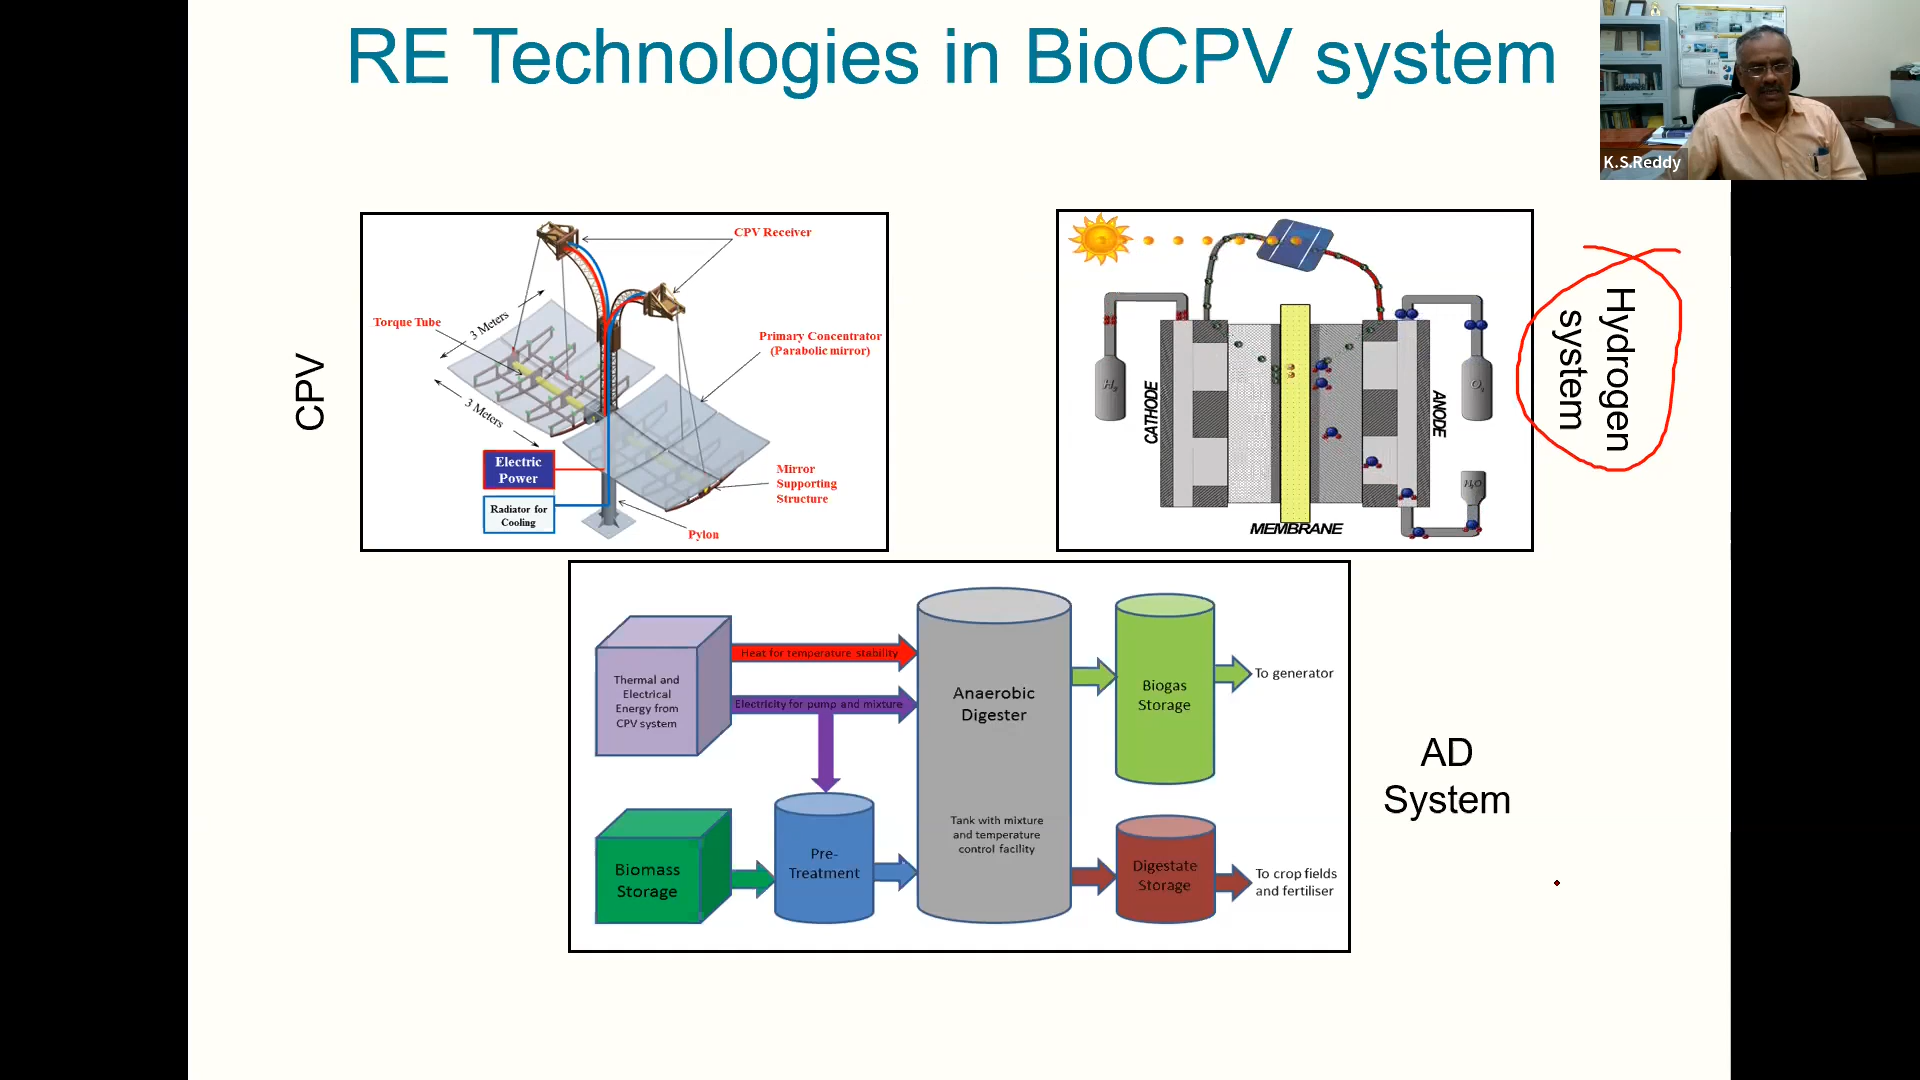 RE Technologies in BioCPV system
K.S.Reddy
CPV
CPV Receiver
Torque Tube
3 Meters
3 Meters
Primary Concentrator
(Parabolic mirror)
Electric
Power
Radiator for
Cooling
Mirror
Supporting
Structure
Pylon
H₂
CATHODE
MEMBRANE
ANODE
O₂
H₂O
Hydrogen
system
Thermal and
Electrical
Energy from
CPV system
Heat for temperature stability
Electricity for pump and mixture
Biomass
Storage
Pre-
Treatment
Anaerobic
Digester
Tank with mixture
and temperature
control facility
Biogas
Storage
To generator
Digestate
Storage
To crop fields
and fertiliser
AD
System